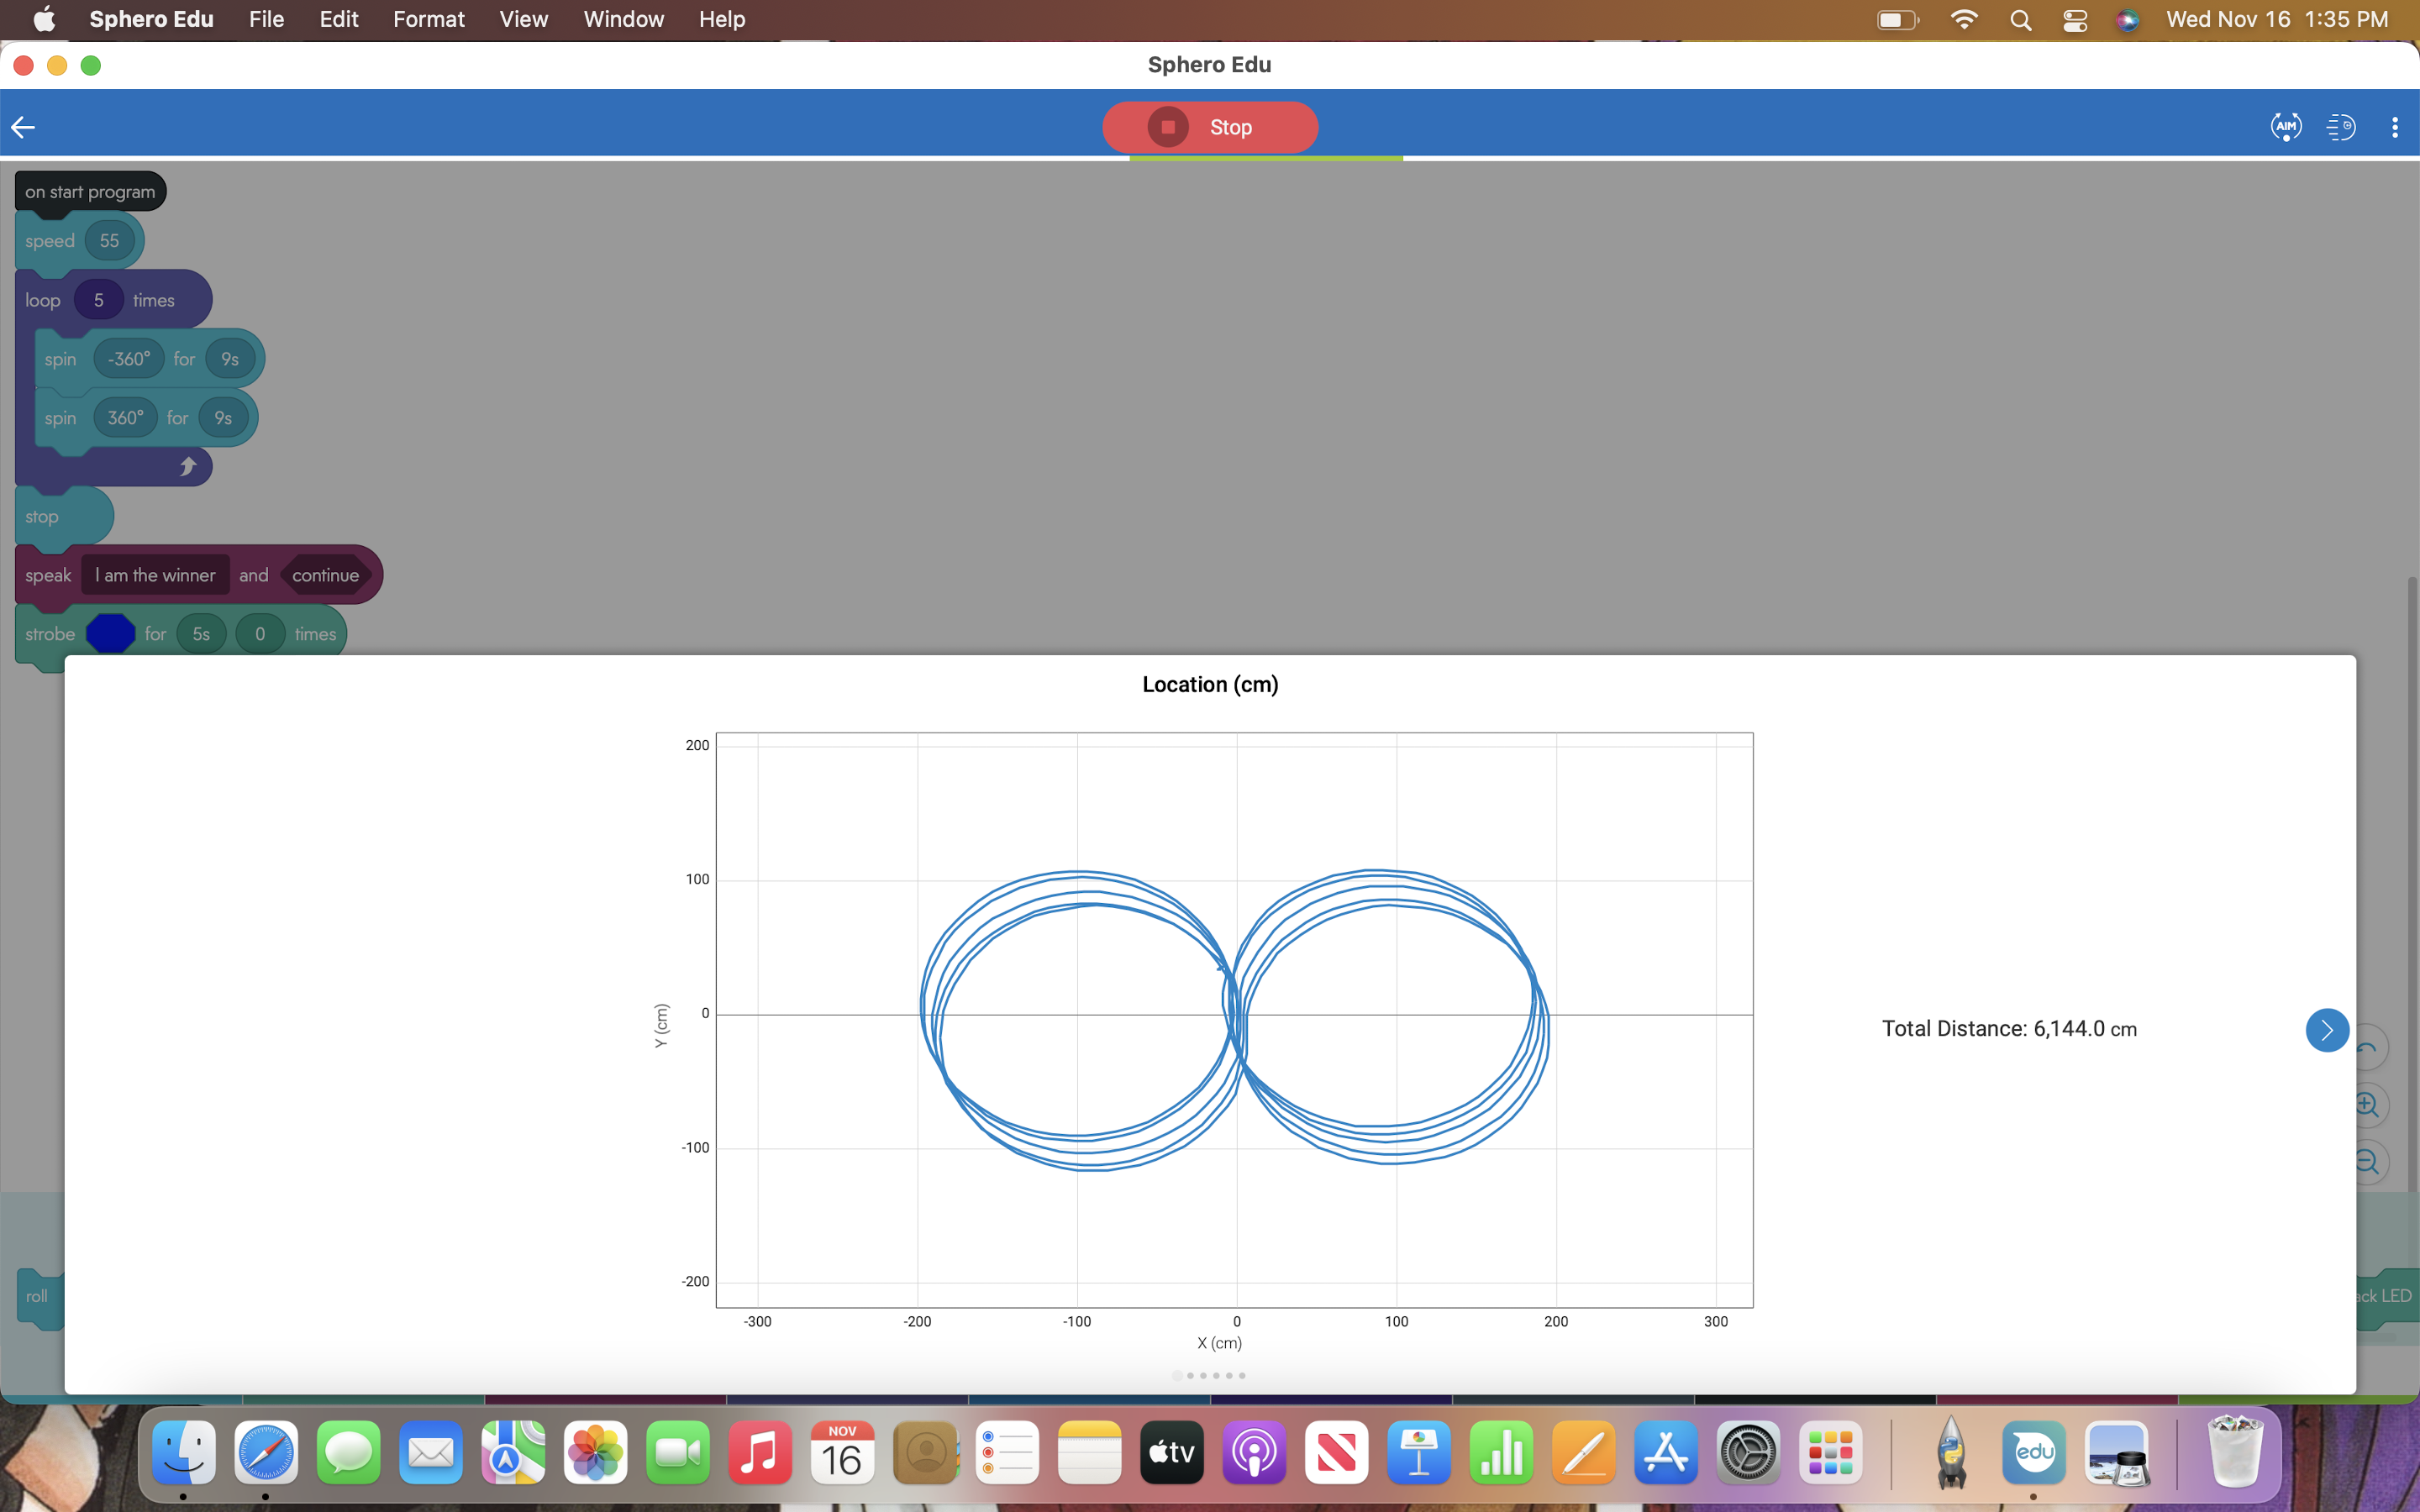 Sphero Edu File Edit Format View Window Help Wed Nov 16 1:35 PM
Sphero Edu
Stop AIM
on start program
speed 55
loop 5 times
spin -360° for 9s
spin 360° for 9s
stop
speak I am the winner and continue
strobe for 5s 0 times
Location (cm)
200
100
0
-100
-200
Y (cm)
Total Distance: 6,144.0 cm
roll
ack LED
-300 -200 -100 0 100 200 300
X (cm)
NOV
16
tv
edu